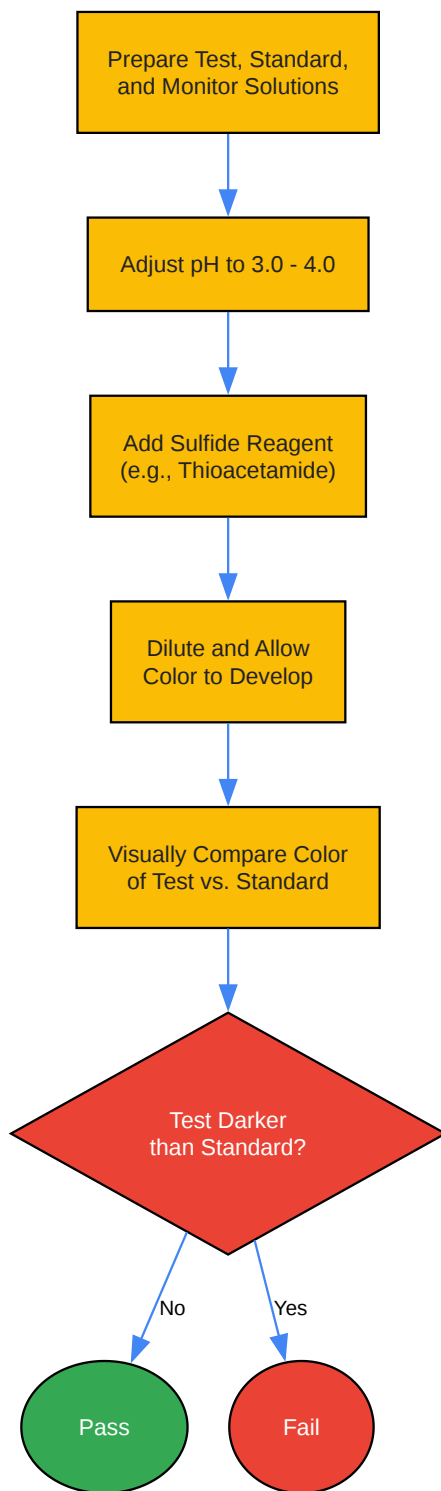 Prepare Test, Standard,
and Monitor Solutions
Adjust pH to 3.0 - 4.0
Add Sulfide Reagent
(e.g., Thioacetamide)
Dilute and Allow
Color to Develop
Visually Compare Color
of Test vs. Standard
Test Darker
than Standard?
No
Yes
Pass
Fail